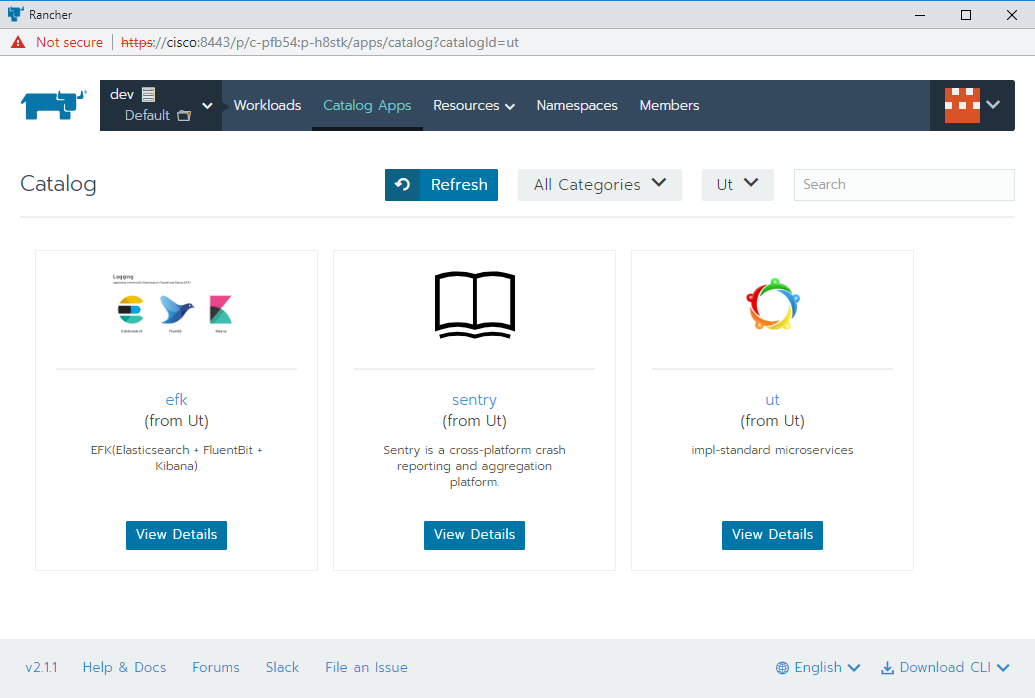 Rancher
Not secure https://cisco:8443/p/c-pfb54:p-h8stk/apps/catalog?catalogId=ut
dev
Default
Workloads Catalog Apps Resources Namespaces Members
Catalog
Refresh All Categories Ut Search
Logging
Elasticsearch Fluentd Kibana
efk
(from Ut)
EFK(Elasticsearch + FluentBit +
Kibana)
View Details
sentry
(from Ut)
Sentry is a cross-platform crash
reporting and aggregation
platform.
View Details
ut
(from Ut)
impl-standard microservices
View Details
v2.1.1 Help & Docs Forums Slack File an Issue English Download CLI